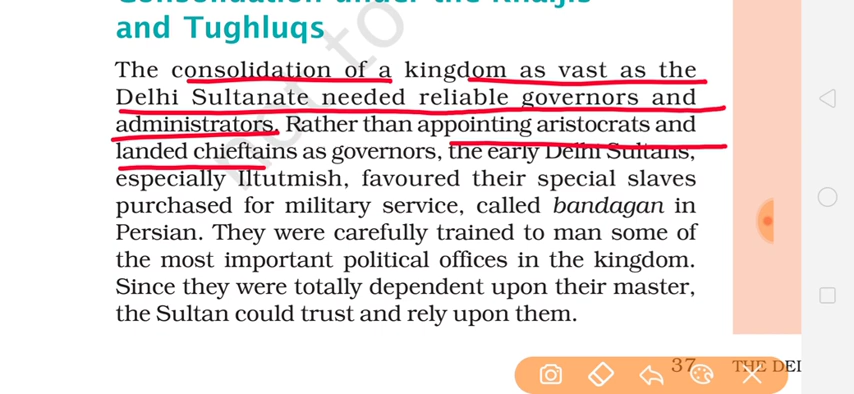 and Tughluqs
The consolidation of a kingdom as vast as the
Delhi Sultanate needed reliable governors and
administrators. Rather than appointing aristocrats and
landed chieftains as governors, the early Delhi Sultans,
especially Iltutmish, favoured their special slaves
purchased for military service, called bandagan in
Persian. They were carefully trained to man some of
the most important political offices in the kingdom.
Since they were totally dependent upon their master,
the Sultan could trust and rely upon them.
37 THE DEL